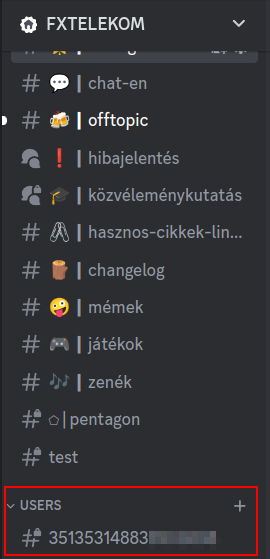 FXTELEKOM
# 💬 | chat-en
# 🍻 | offtopic
❗ | hibajelentés
🎓 | közvéleménykutatás
# 🖇 | hasznos-cikkek-lin...
# 🪵 | changelog
# 🤪 | mémek
# 🎮 | játékok
# 🎶 | zenék
# ⬠ | pentagon
# test
USERS +
# 35135314883